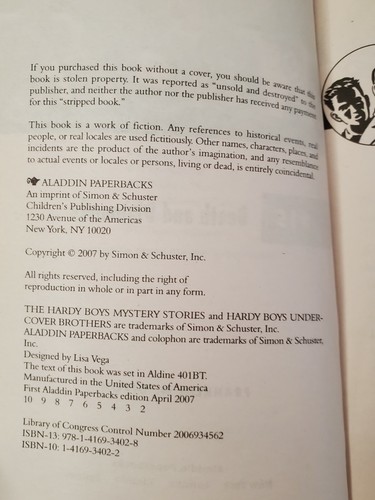 If you purchased this book without a cover, you should be aware that this
book is stolen property. It was reported as "unsold and destroyed" to the
publisher, and neither the author nor the publisher has received any payment
for this "stripped book."
This book is a work of fiction. Any references to historical events, real
people, or real locales are used fictitiously. Other names, characters, places, and
incidents are the product of the author's imagination, and any resemblance
to actual events or locales or persons, living or dead, is entirely coincidental.
ALADDIN PAPERBACKS
An imprint of Simon & Schuster
Children's Publishing Division
1230 Avenue of the Americas
New York, NY 10020
Copyright © 2007 by Simon & Schuster, Inc.
All rights reserved, including the right of
reproduction in whole or in part in any form.
THE HARDY BOYS MYSTERY STORIES and HARDY BOYS UNDER-
COVER BROTHERS are trademarks of Simon & Schuster, Inc.
ALADDIN PAPERBACKS and colophon are trademarks of Simon & Schuster,
Inc.
Designed by Lisa Vega
The text of this book was set in Aldine 401BT.
Manufactured in the United States of America
First Aladdin Paperbacks edition April 2007
10 9 8 7 6 5 4 3 2
Library of Congress Control Number 2006934562
ISBN-13: 978-1-4169-3402-8
ISBN-10: 1-4169-3402-2